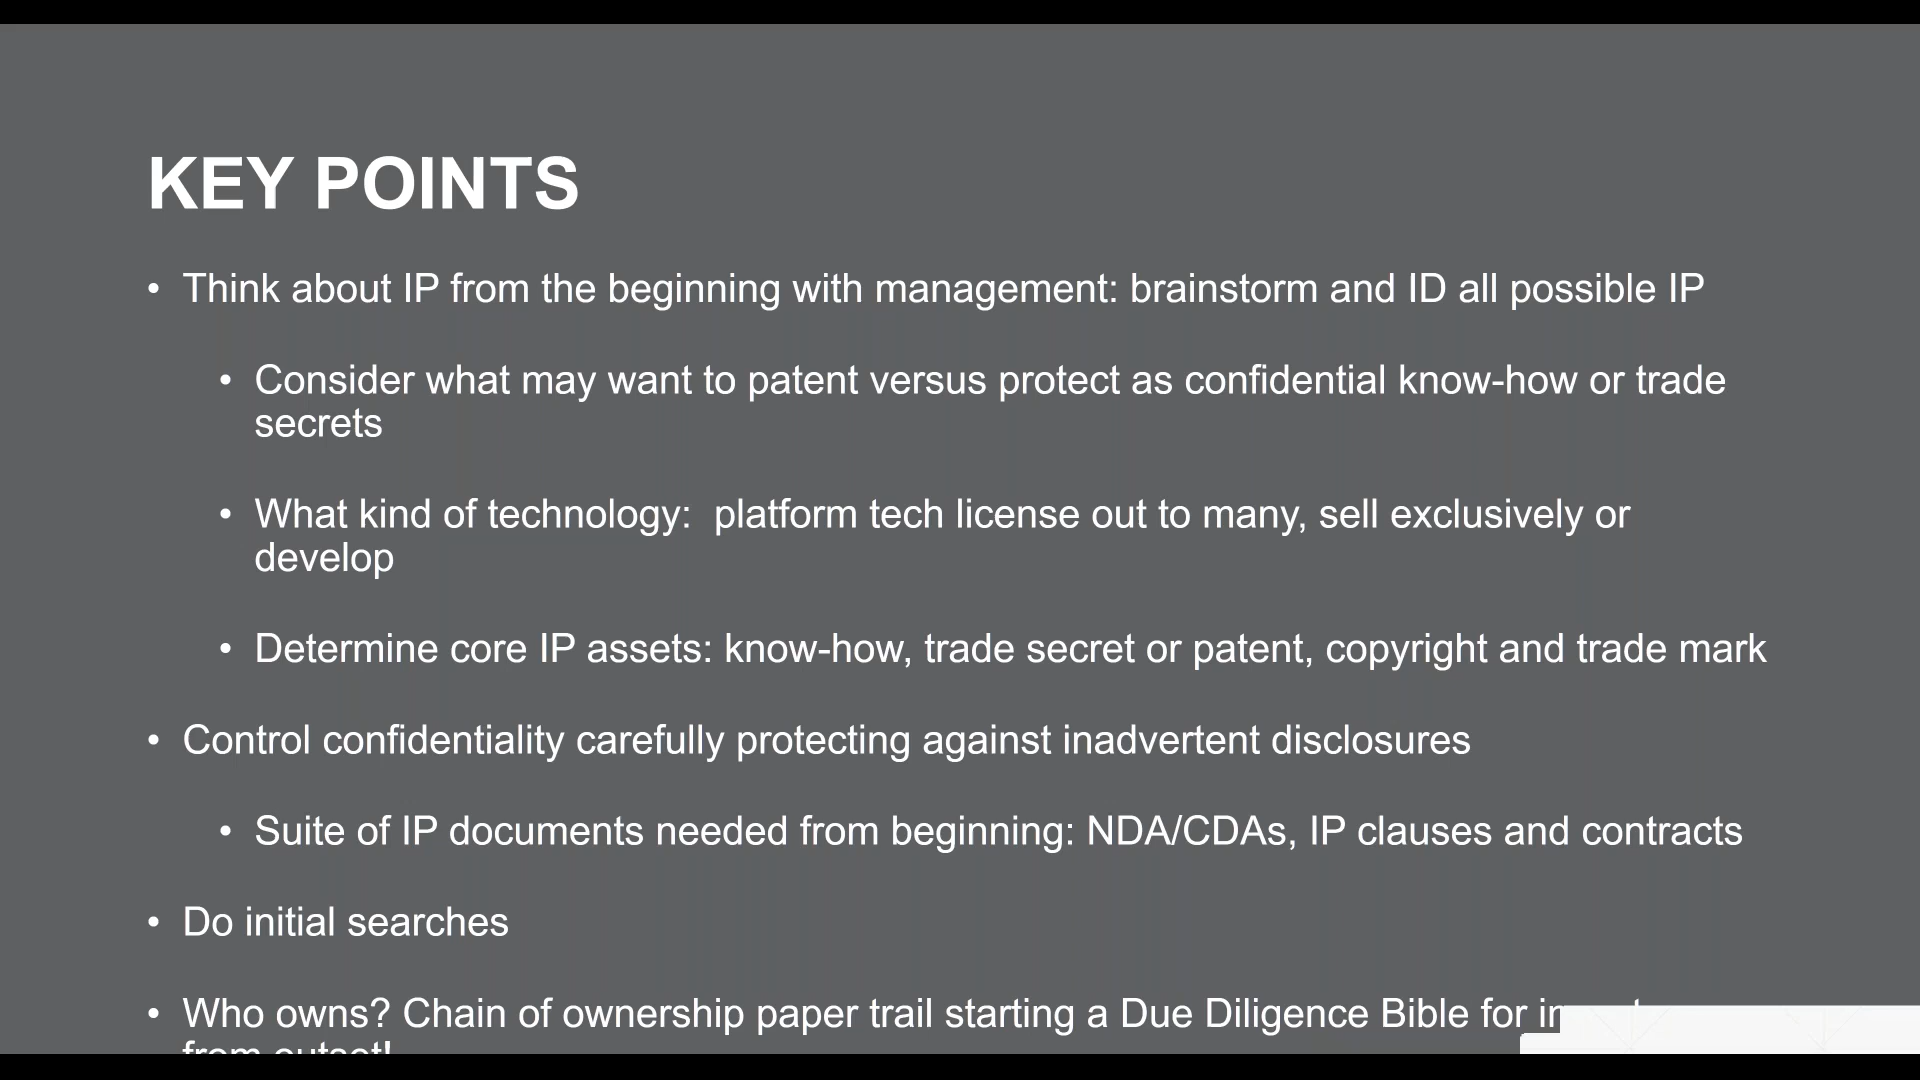 KEY POINTS
• Think about IP from the beginning with management: brainstorm and ID all possible IP
• Consider what may want to patent versus protect as confidential know-how or trade
secrets
• What kind of technology:  platform tech license out to many, sell exclusively or
develop
• Determine core IP assets: know-how, trade secret or patent, copyright and trade mark
• Control confidentiality carefully protecting against inadvertent disclosures
• Suite of IP documents needed from beginning: NDA/CDAs, IP clauses and contracts
• Do initial searches
• Who owns? Chain of ownership paper trail starting a Due Diligence Bible for
from outset!